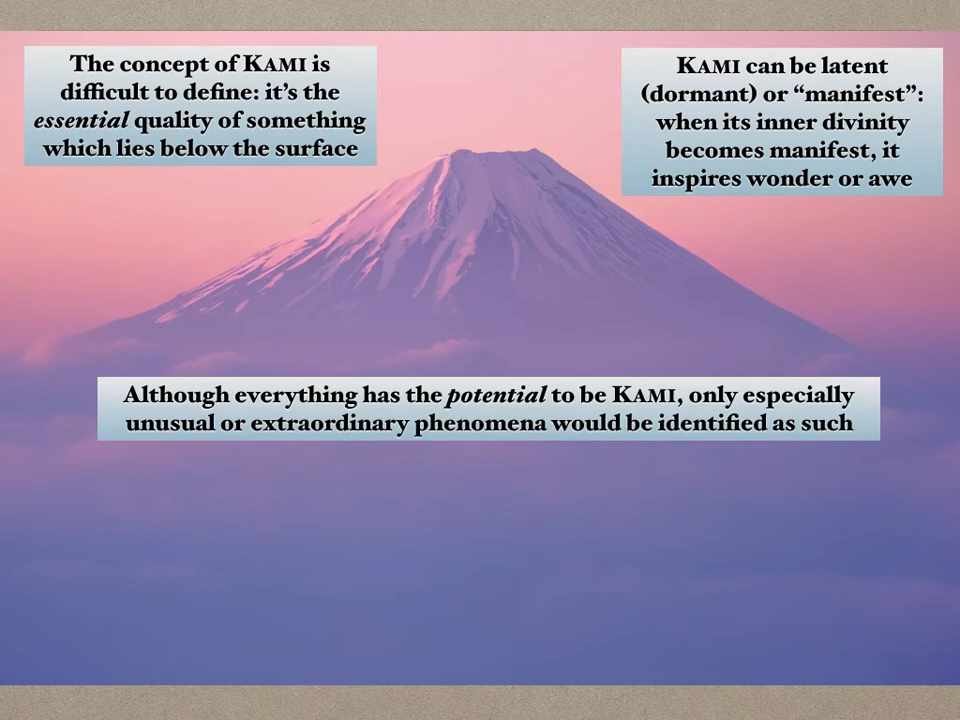 The concept of KAMI is
difficult to define: it's the
essential quality of something
which lies below the surface
KAMI can be latent
(dormant) or “manifest”:
when its inner divinity
becomes manifest, it
inspires wonder or awe
Although everything has the potential to be KAMI, only especially
unusual or extraordinary phenomena would be identified as such